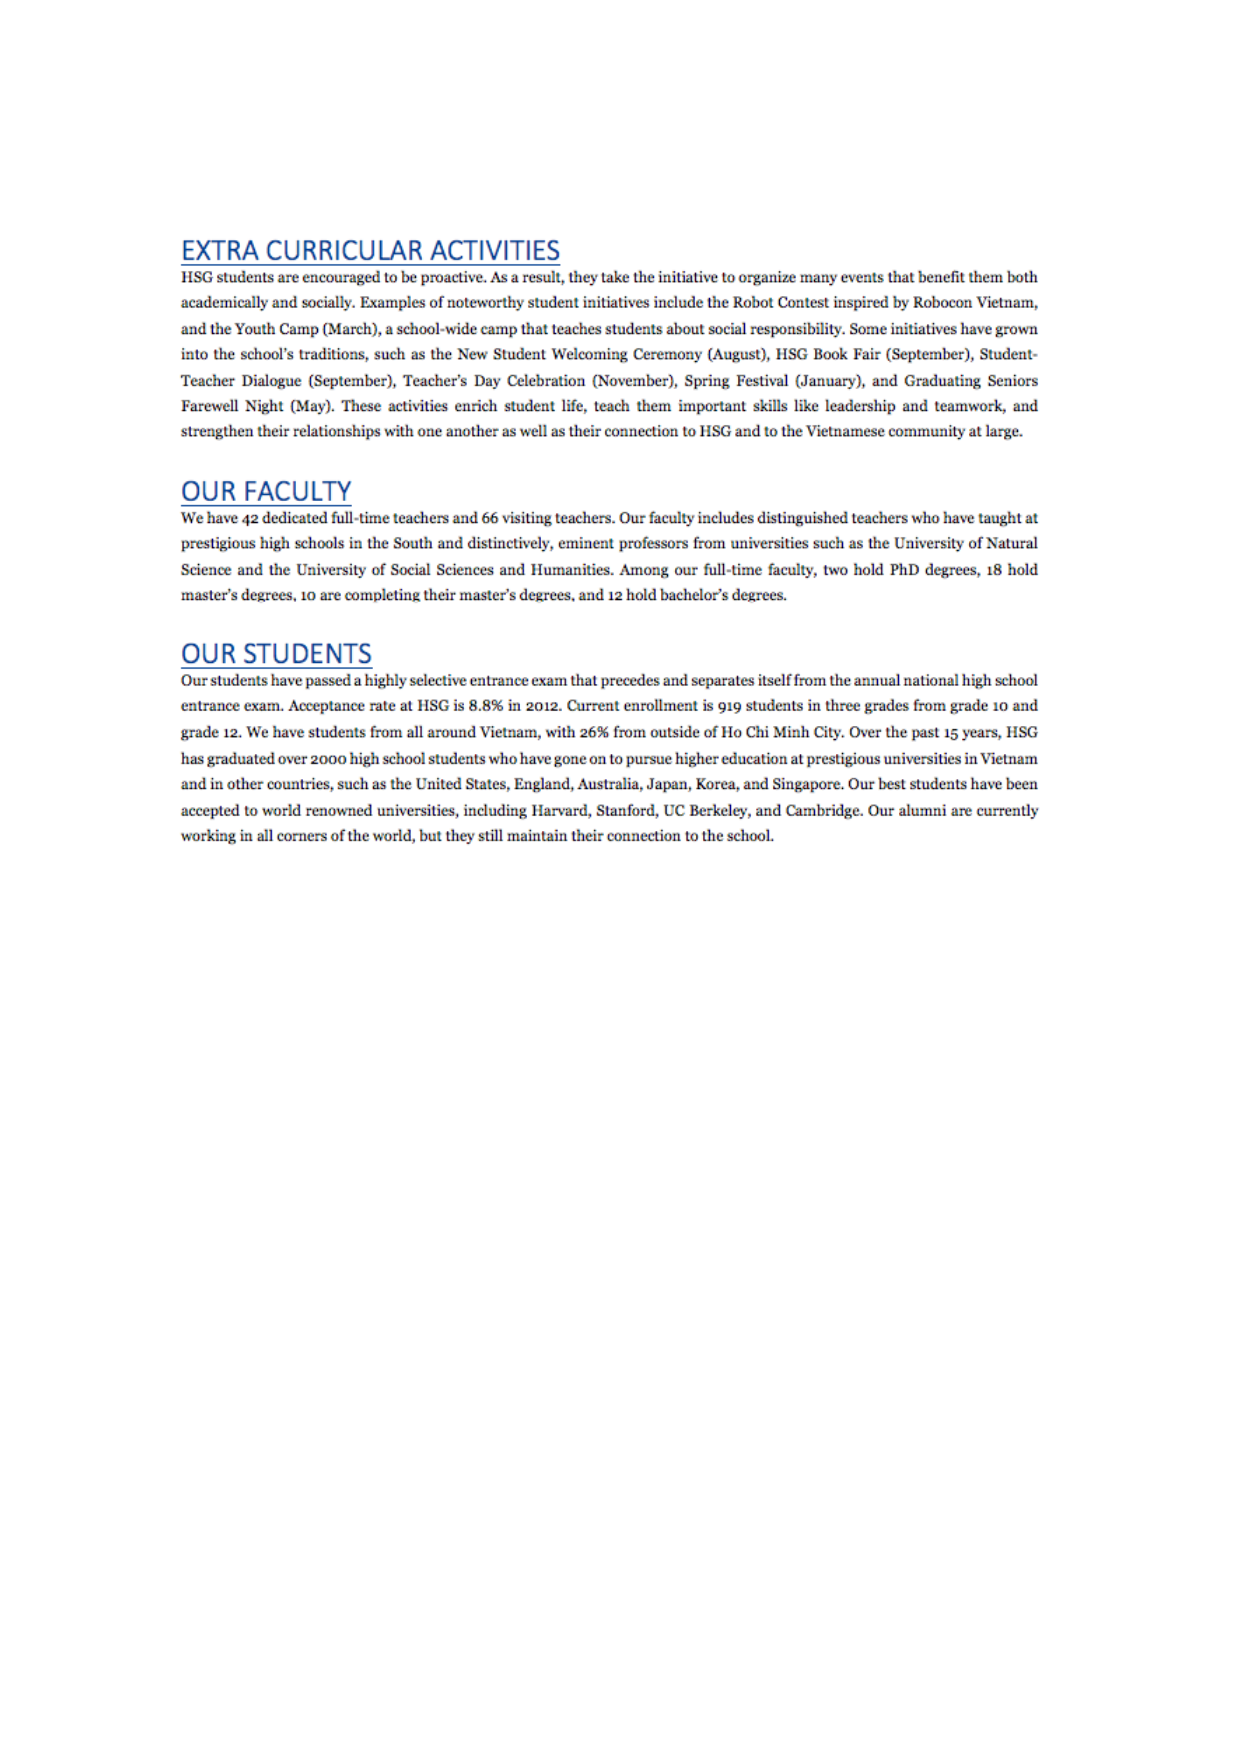 EXTRA CURRICULAR ACTIVITIES
HSG students are encouraged to be proactive. As a result, they take the initiative to organize many events that benefit them both
academically and socially. Examples of noteworthy student initiatives include the Robot Contest inspired by Robocon Vietnam,
and the Youth Camp (March), a school-wide camp that teaches students about social responsibility. Some initiatives have grown
into the school's traditions, such as the New Student Welcoming Ceremony (August), HSG Book Fair (September), Student-
Teacher Dialogue (September), Teacher's Day Celebration (November), Spring Festival (January), and Graduating Seniors
Farewell Night (May). These activities enrich student life, teach them important skills like leadership and teamwork, and
strengthen their relationships with one another as well as their connection to HSG and to the Vietnamese community at large.
OUR FACULTY
We have 42 dedicated full-time teachers and 66 visiting teachers. Our faculty includes distinguished teachers who have taught at
prestigious high schools in the South and distinctively, eminent professors from universities such as the University of Natural
Science and the University of Social Sciences and Humanities. Among our full-time faculty, two hold PhD degrees, 18 hold
master's degrees, 10 are completing their master's degrees, and 12 hold bachelor's degrees.
OUR STUDENTS
Our students have passed a highly selective entrance exam that precedes and separates itself from the annual national high school
entrance exam. Acceptance rate at HSG is 8.8% in 2012. Current enrollment is 919 students in three grades from grade 10 and
grade 12. We have students from all around Vietnam, with 26% from outside of Ho Chi Minh City. Over the past 15 years, HSG
has graduated over 2000 high school students who have gone on to pursue higher education at prestigious universities in Vietnam
and in other countries, such as the United States, England, Australia, Japan, Korea, and Singapore. Our best students have been
accepted to world renowned universities, including Harvard, Stanford, UC Berkeley, and Cambridge. Our alumni are currently
working in all corners of the world, but they still maintain their connection to the school.